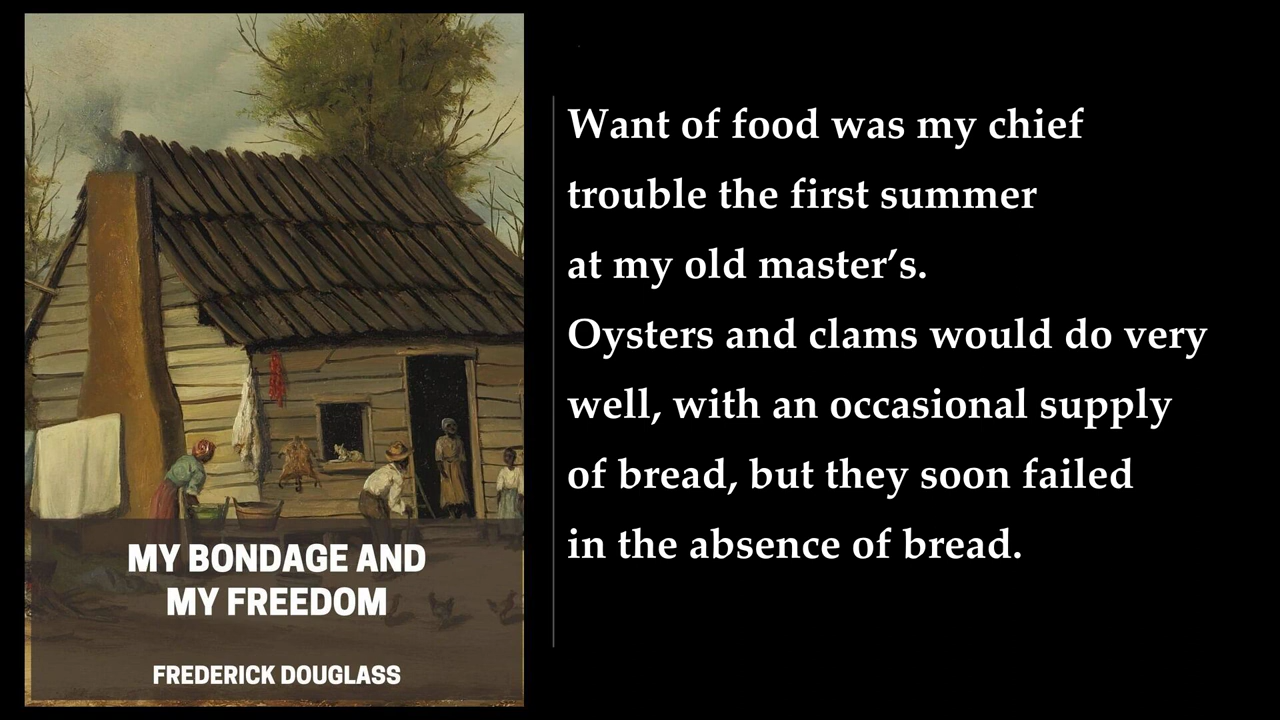 MY BONDAGE AND
MY FREEDOM
FREDERICK DOUGLASS
Want of food was my chief
trouble the first summer
at my old master’s.
Oysters and clams would do very
well, with an occasional supply
of bread, but they soon failed
in the absence of bread.